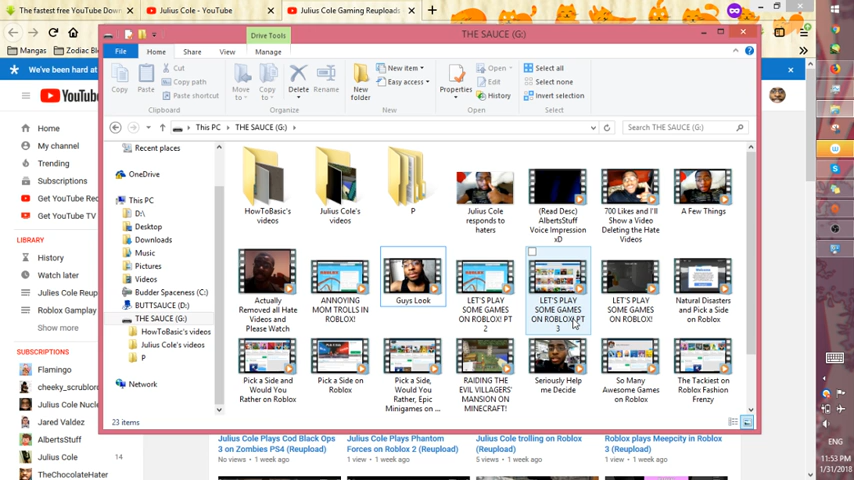 The fastest free YouTube Down
Julius Cole - YouTube
Julius Cole Gaming Reuploads
Mangas
Zodiac Bl
We've been hard at
YouTube
Drive Tools
THE SAUCE (G:)
File
Home
Share
View
Manage
Copy
Paste
Cut
Copy path
Paste shortcut
Clipboard
Move to
Copy to
Delete
Rename
Organize
New folder
New item
Easy access
New
Properties
Open
Edit
History
Open
Select all
Select none
Invert selection
Select
This PC
THE SAUCE (G:)
Search THE SAUCE (G:)
Home
My channel
Trending
Subscriptions
Get YouTube Re
Get YouTube TV
LIBRARY
History
Watch later
Julius Cole Reup
Roblox Gamplay
Show more
SUBSCRIPTIONS
Flamingo
cheeky_scrublor
Julius Cole Nucle
Jared Valdez
AlbertsStuff
Julius Cole 14
TheChocolateHater
Recent places
OneDrive
This PC
D:\
Desktop
Downloads
Music
Pictures
Videos
Budder Spaceness (C:)
BUTTSAUCE (D:)
THE SAUCE (G:)
HowToBasic's videos
Julius Cole's videos
P
Network
HowToBasic's videos
Julius Cole's videos
P
Julius Cole responds to haters
(Read Desc) AlbertsStuff Voice Impression xD
700 Likes and I'll Show a Video Deleting the Hate Videos
A Few Things
Actually Removed all Hate Videos and Please Watch
ANNOYING MOM TROLLS IN ROBLOX!
Guys Look
LET'S PLAY SOME GAMES ON ROBLOX! PT 2
LET'S PLAY SOME GAMES ON ROBLOX! PT 3
LET'S PLAY SOME GAMES ON ROBLOX!
Natural Disasters and Pick a Side on Roblox
Pick a Side and Would You Rather on Roblox
Pick a Side on Roblox
Pick a Side, Would You Rather, Epic Minigames on ...
RAIDING THE EVIL VILLAGERS' MANSION ON MINECRAFT!
Seriously Help me Decide
So Many Awesome Games on Roblox
The Tackiest on Roblox Fashion Frenzy
23 items
Julius Cole Plays Cod Black Ops 3 on Zombies PS4 (Reupload)
No views • 1 week ago
Julius Cole Plays Phantom Forces on Roblox 2 (Reupload)
1 view • 1 week ago
Julius Cole trolling on Roblox (Reupload)
5 views • 1 week ago
Roblox plays Meepcity in Roblox 3 (Reupload)
1 view • 1 week ago
ENG
11:53 PM
1/31/2018